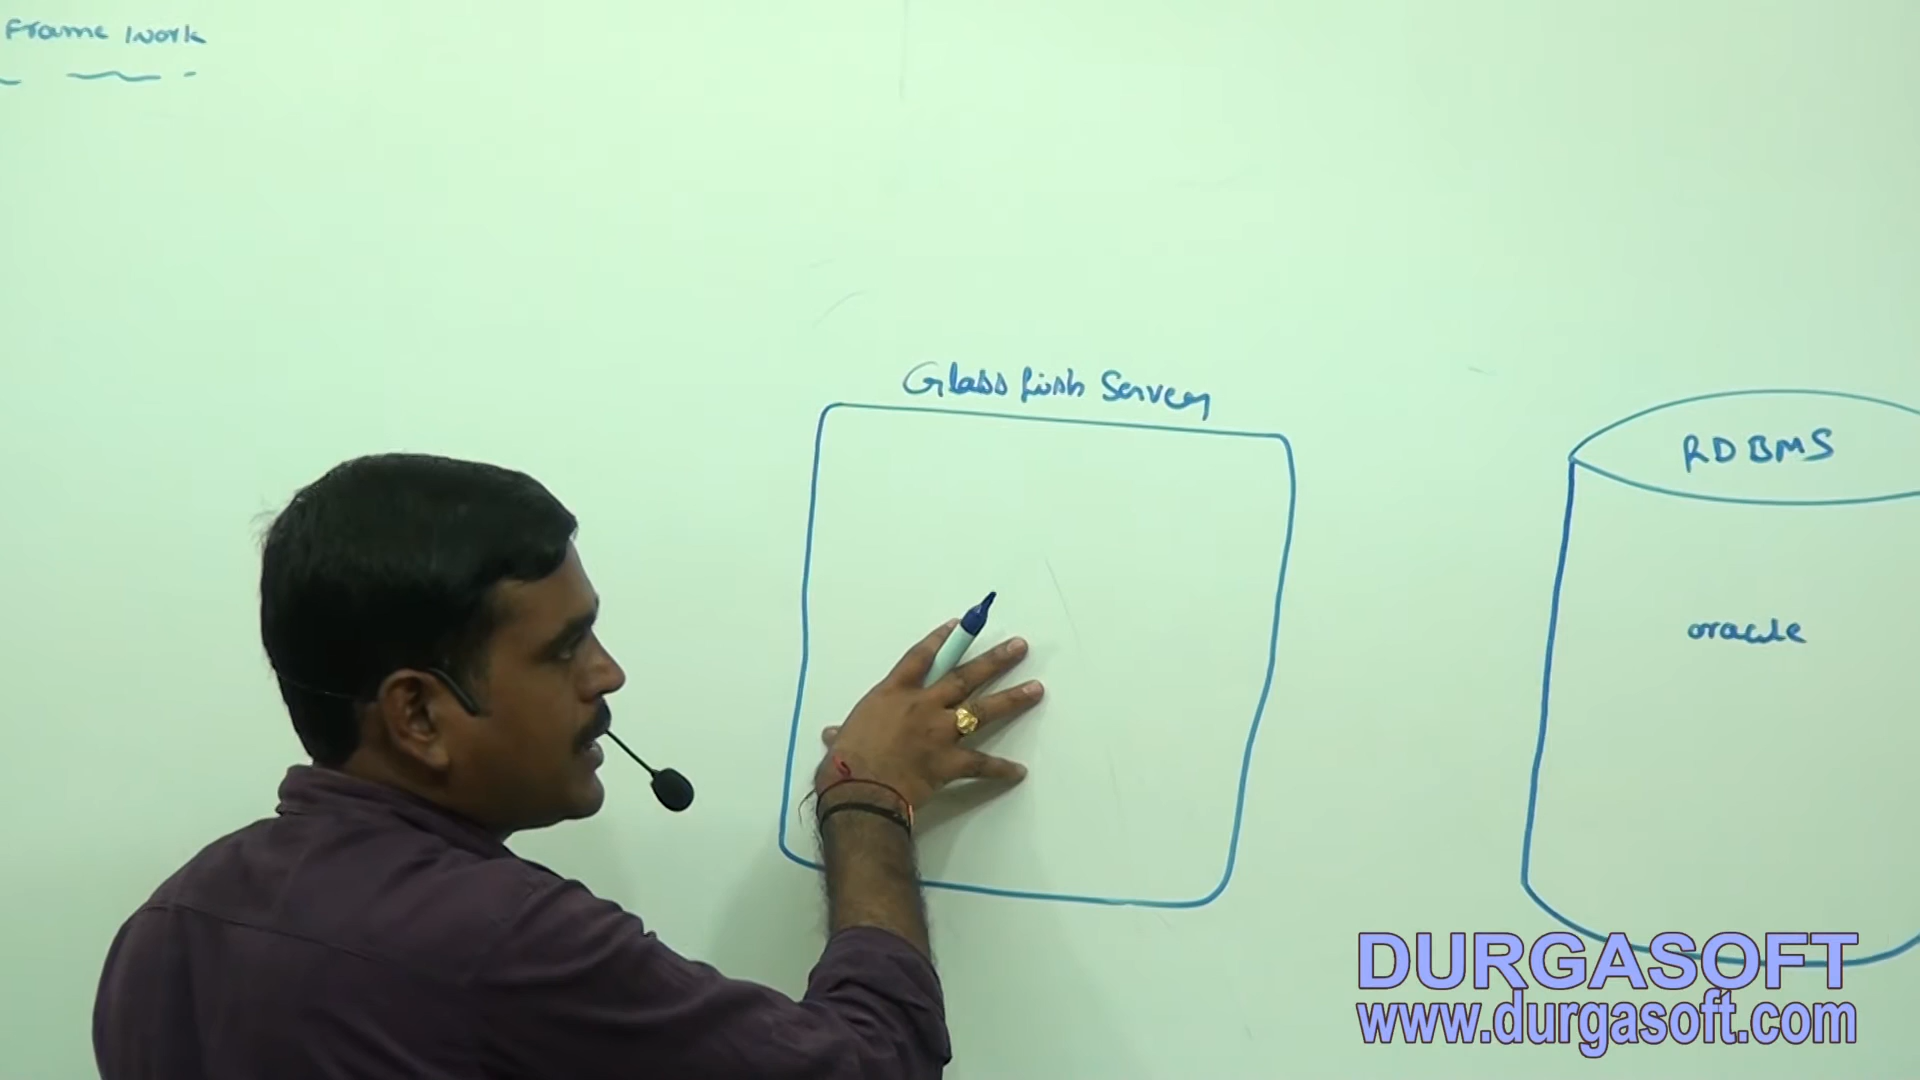 Frame work
Glass fish Server
RDBMS
oracle
DURGASOFT
www.durgasoft.com